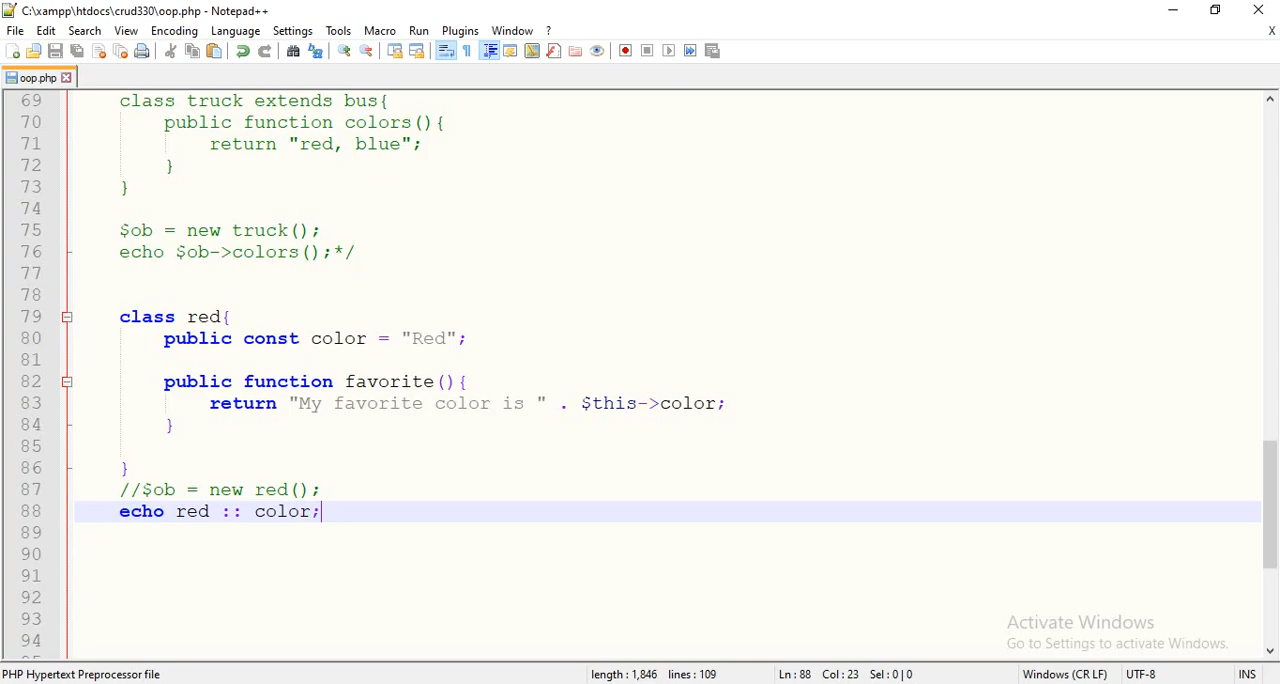 C:\xampp\htdocs\crud330\oop.php - Notepad++
File Edit Search View Encoding Language Settings Tools Macro Run Plugins Window ? X
oop.php
69 class truck extends bus{
70 public function colors(){
71 return "red, blue";
72 }
73 }
74
75 $ob = new truck();
76 echo $ob->colors();*/
77
78
79 class red{
80 public const color = "Red";
81
82 public function favorite(){
83 return "My favorite color is " . $this->color;
84 }
85
86 }
87 //$ob = new red();
88 echo red :: color;
89
90
91
92
93
94
Activate Windows
Go to Settings to activate Windows.
PHP Hypertext Preprocessor file length : 1,846 lines : 109 Ln : 88 Col : 23 Sel : 0 | 0 Windows (CR LF) UTF-8 INS